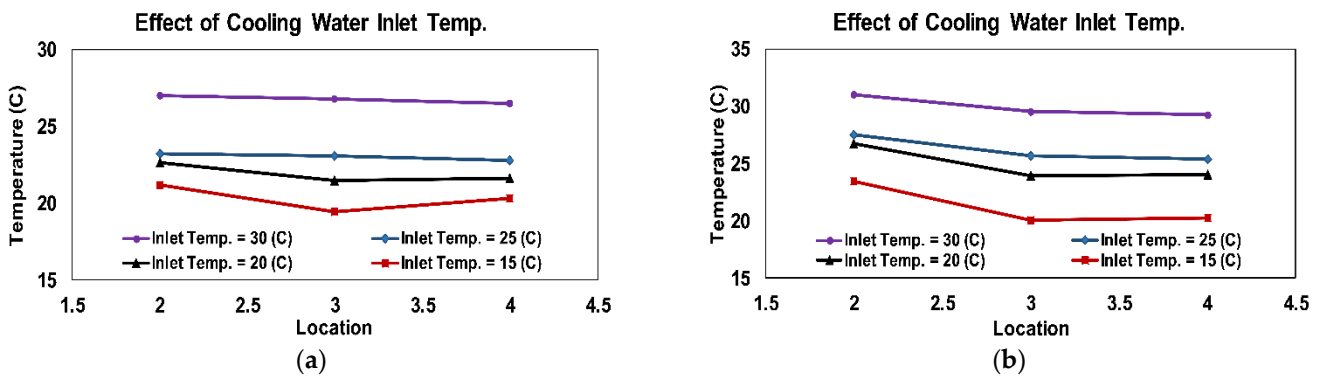 Effect of Cooling Water Inlet Temp.
30
25
20
15
Temperature (C)
Inlet Temp. = 30 (C)
Inlet Temp. = 25 (C)
Inlet Temp. = 20 (C)
Inlet Temp. = 15 (C)
1.5 2 2.5 3 3.5 4 4.5
Location
(a)
Effect of Cooling Water Inlet Temp.
35
30
25
20
15
Temperature (C)
Inlet Temp. = 30 (C)
Inlet Temp. = 25 (C)
Inlet Temp. = 20 (C)
Inlet Temp. = 15 (C)
1.5 2 2.5 3 3.5 4 4.5
Location
(b)